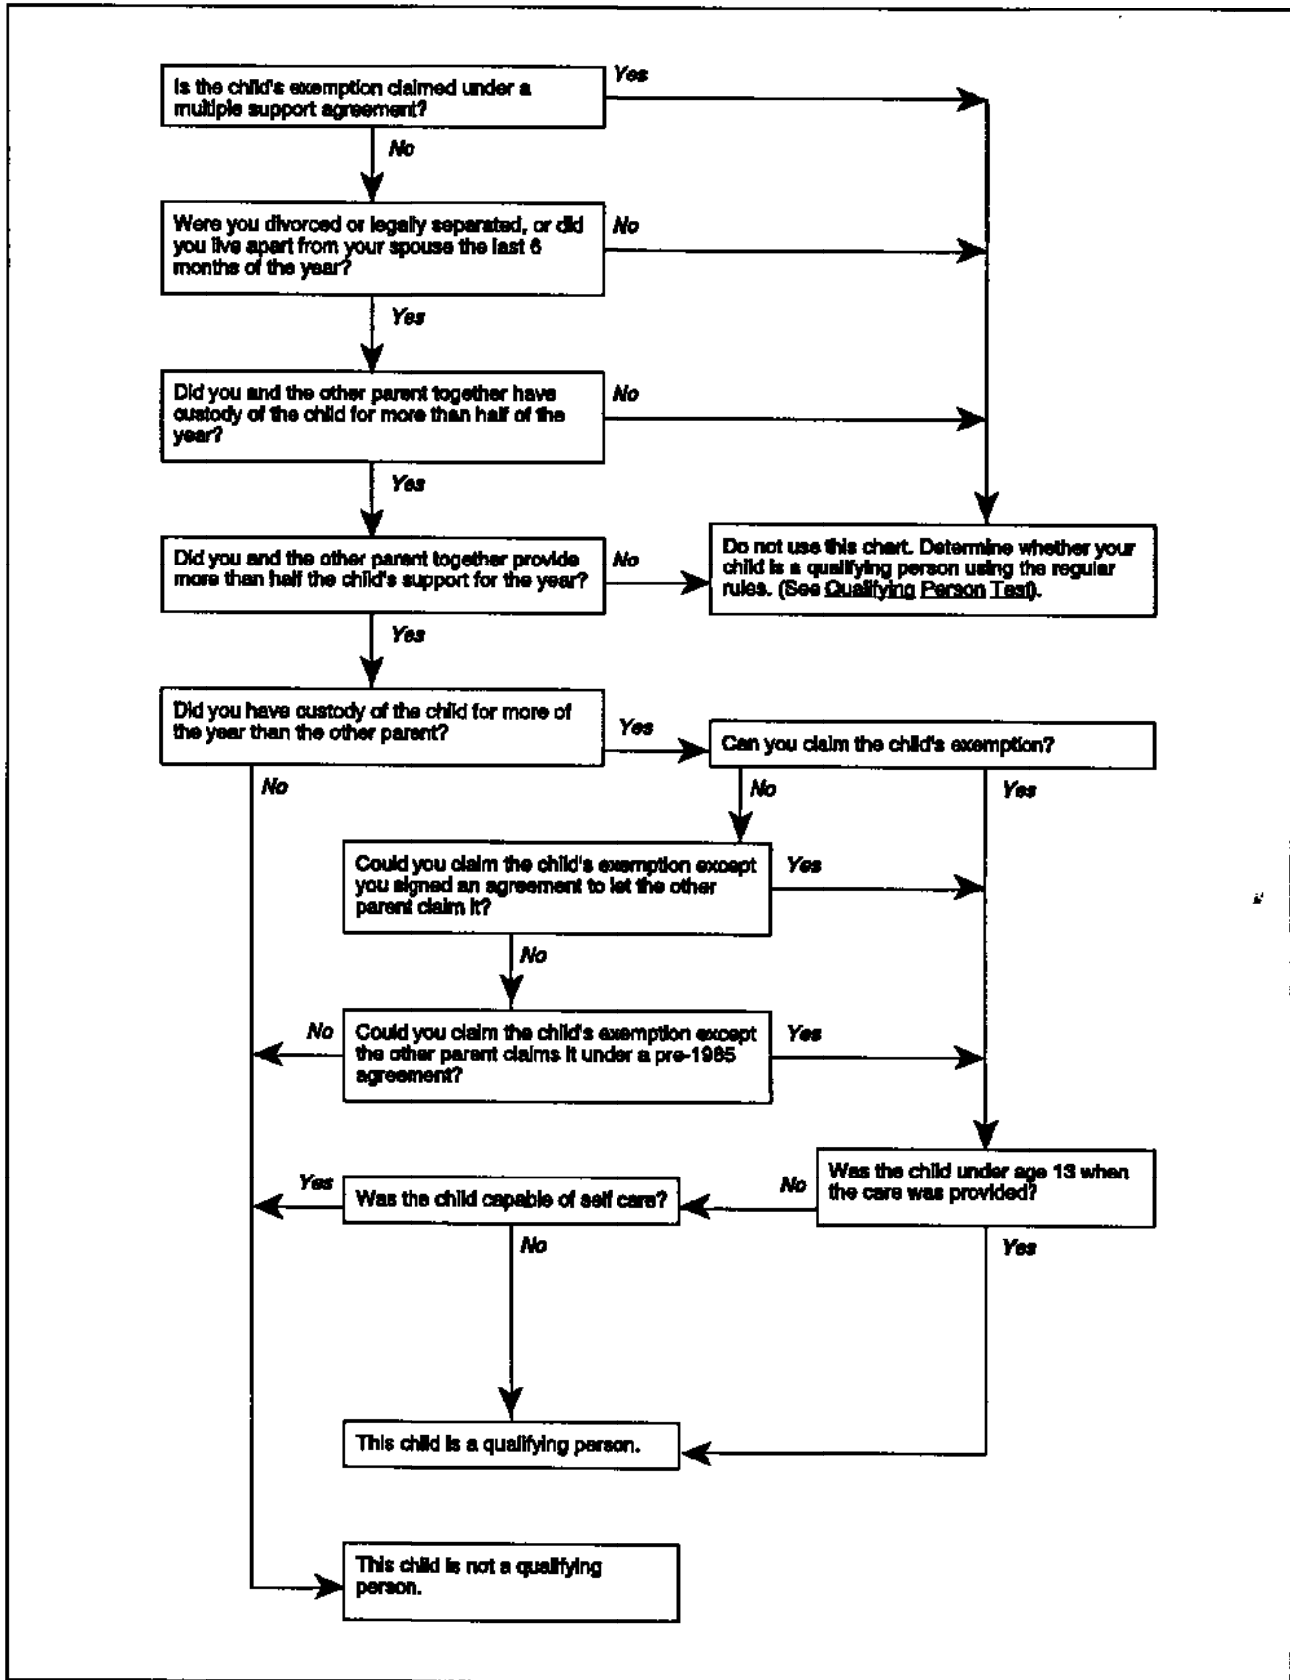 Is the child's exemption claimed under a
multiple support agreement?
Yes
No
Were you divorced or legally separated, or did
you live apart from your spouse the last 6
months of the year?
No
Yes
Did you and the other parent together have
custody of the child for more than half of the
year?
No
Yes
Did you and the other parent together provide
more than half the child's support for the year?
No
Do not use this chart. Determine whether your
child is a qualifying person using the regular
rules. (See Qualifying Person Test).
Yes
Did you have custody of the child for more of
the year than the other parent?
Yes
Can you claim the child's exemption?
No
No
Yes
Could you claim the child's exemption except
you signed an agreement to let the other
parent claim it?
Yes
No
No
Could you claim the child's exemption except
the other parent claims it under a pre-1985
agreement?
Yes
Was the child under age 13 when
the care was provided?
No
Yes
Was the child capable of self care?
Yes
No
This child is a qualifying person.
This child is not a qualifying
person.